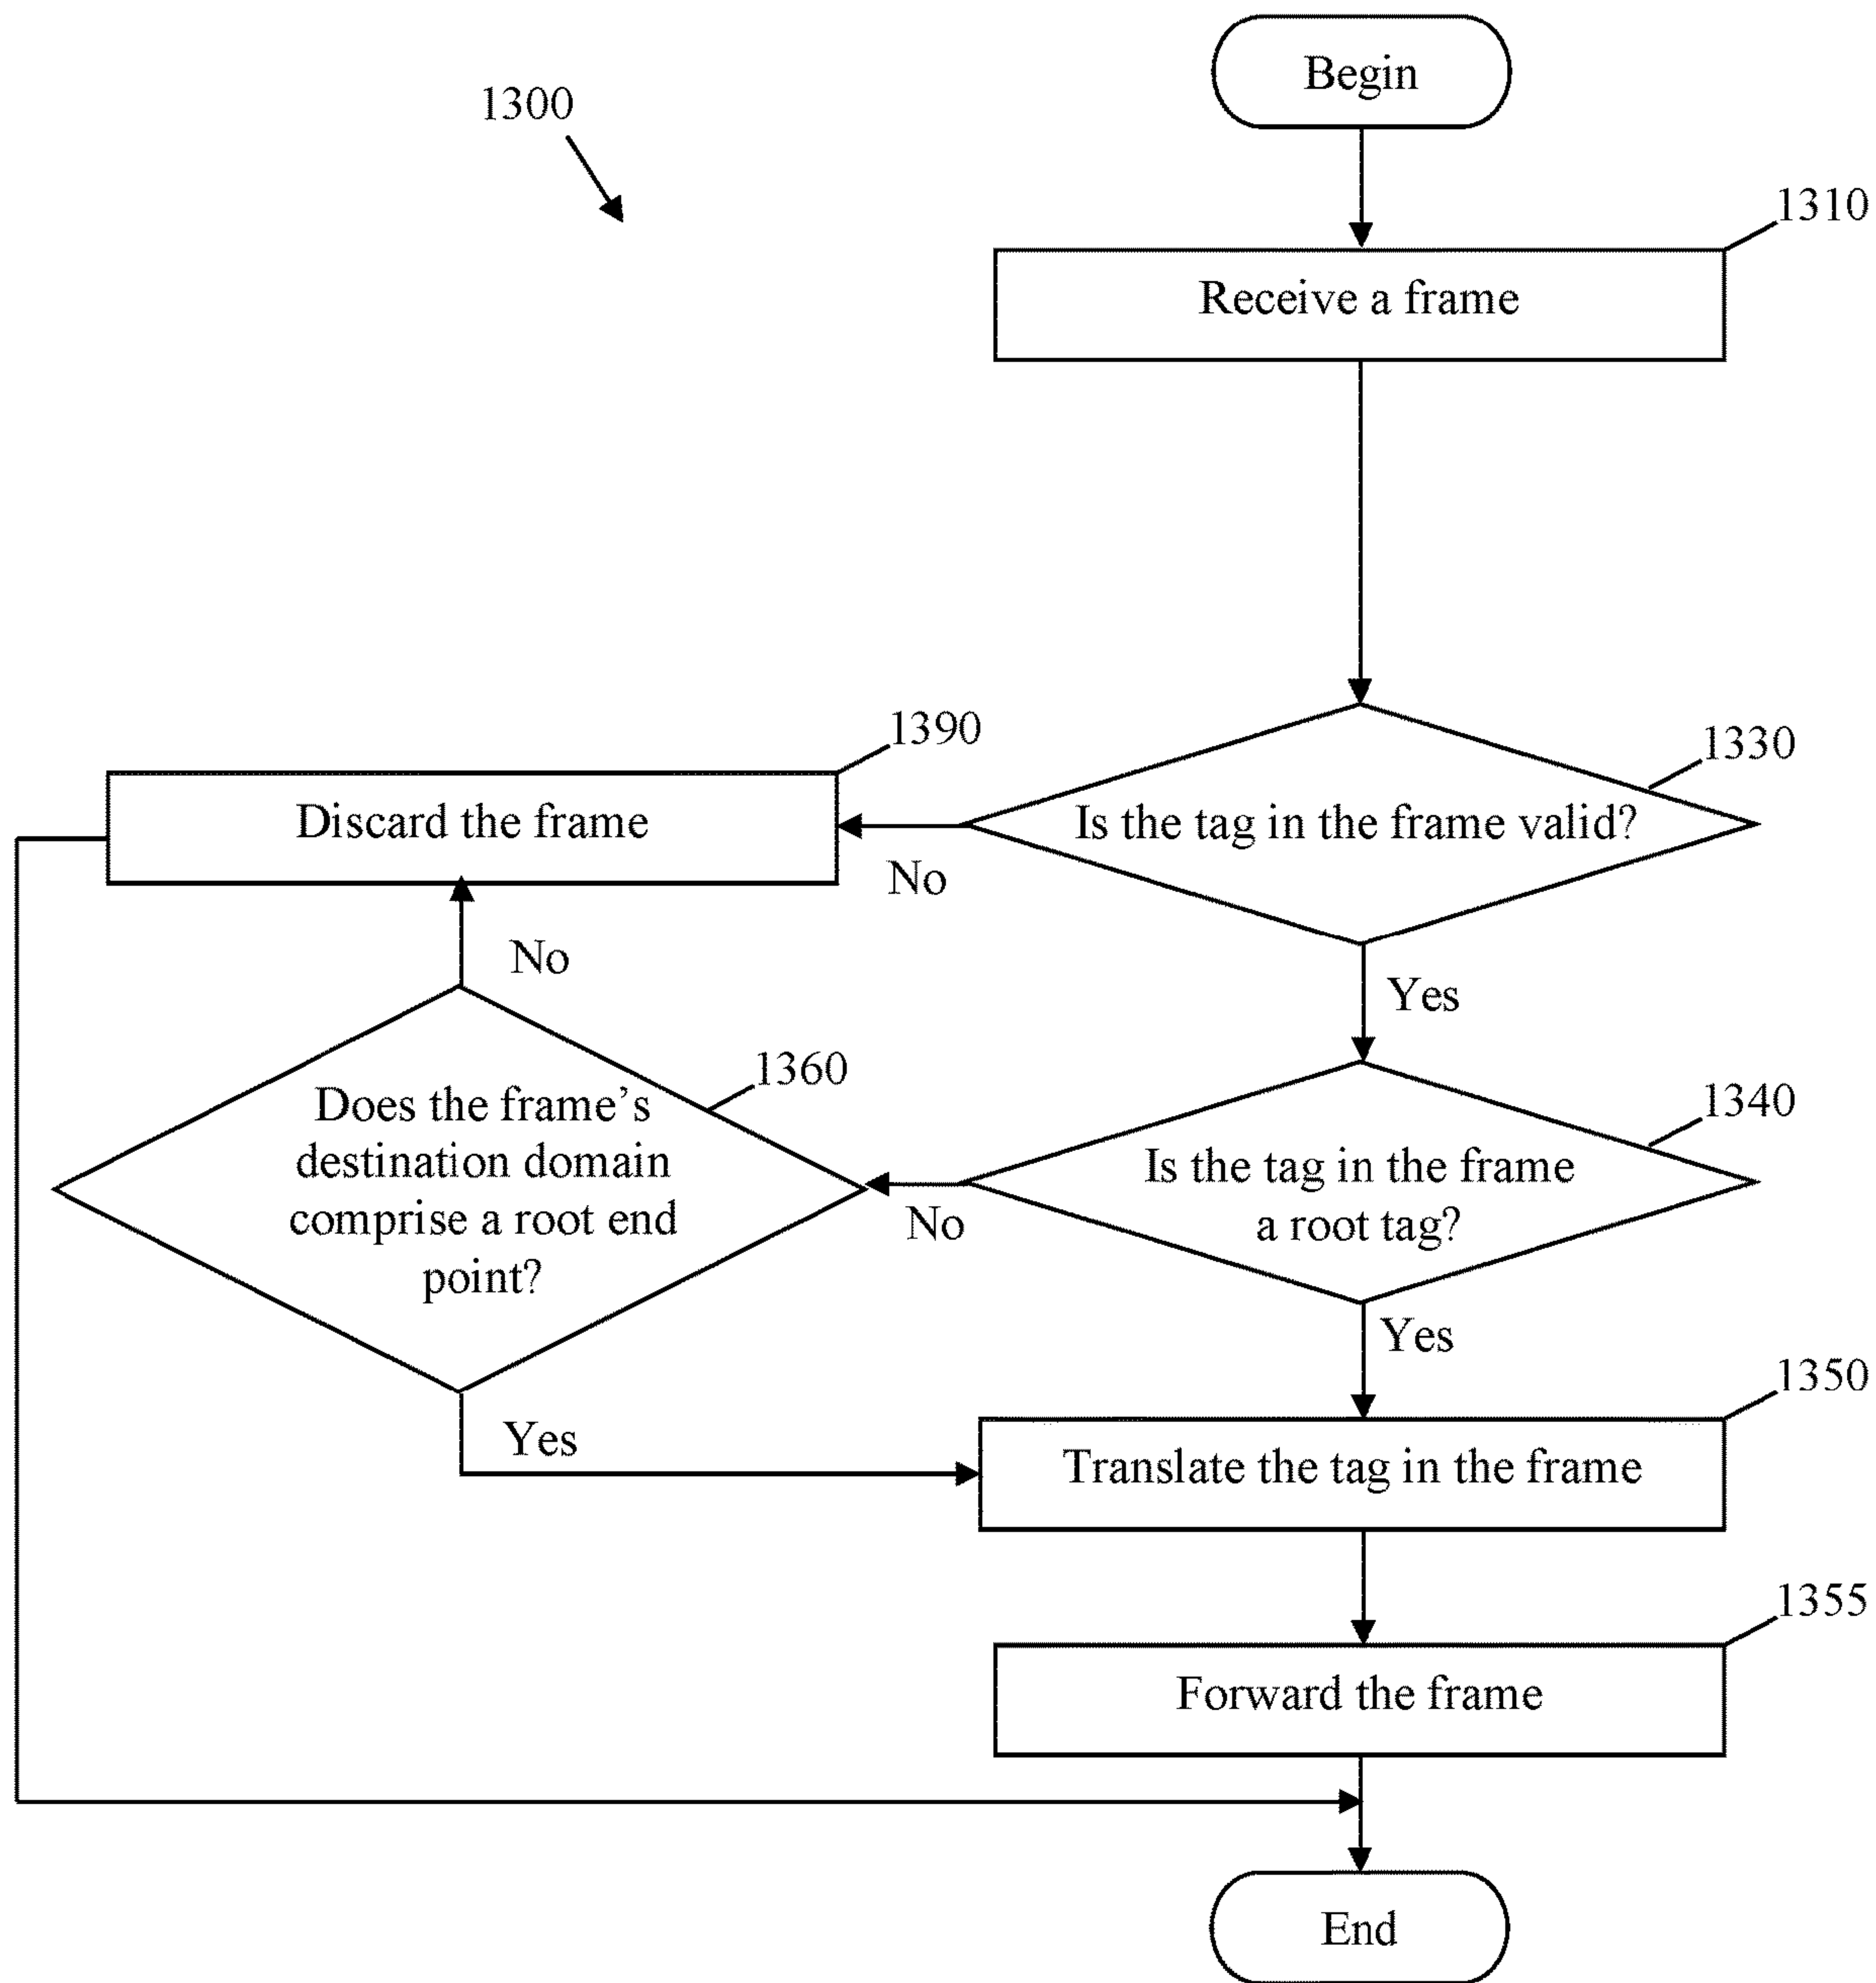 Begin
1300
1310
Receive a frame
1390
1330
Discard the frame
Is the tag in the frame valid?
No
No
Yes
1360
1340
Does the frame's
destination domain
comprise a root end
point?
Is the tag in the frame
a root tag?
No
Yes
1350
Yes
Translate the tag in the frame
1355
Forward the frame
End